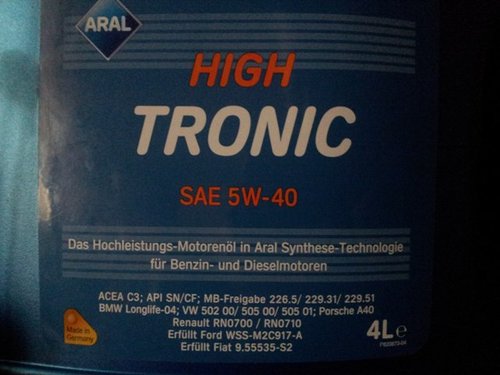 ARAL
HIGH
TRONIC
SAE 5W-40
Das Hochleistungs-Motorenöl in Aral Synthese-Technologie
für Benzin- und Dieselmotoren
ACEA C3; API SN/CF; MB-Freigabe 226.5/ 229.31/ 229.51
BMW Longlife-04; VW 502 00/ 505 00/ 505 01; Porsche A40
Renault RN0700 / RN0710
Erfüllt Ford WSS-M2C917-A
Erfüllt Fiat 9.55535-S2
Made in
Germany
4L e